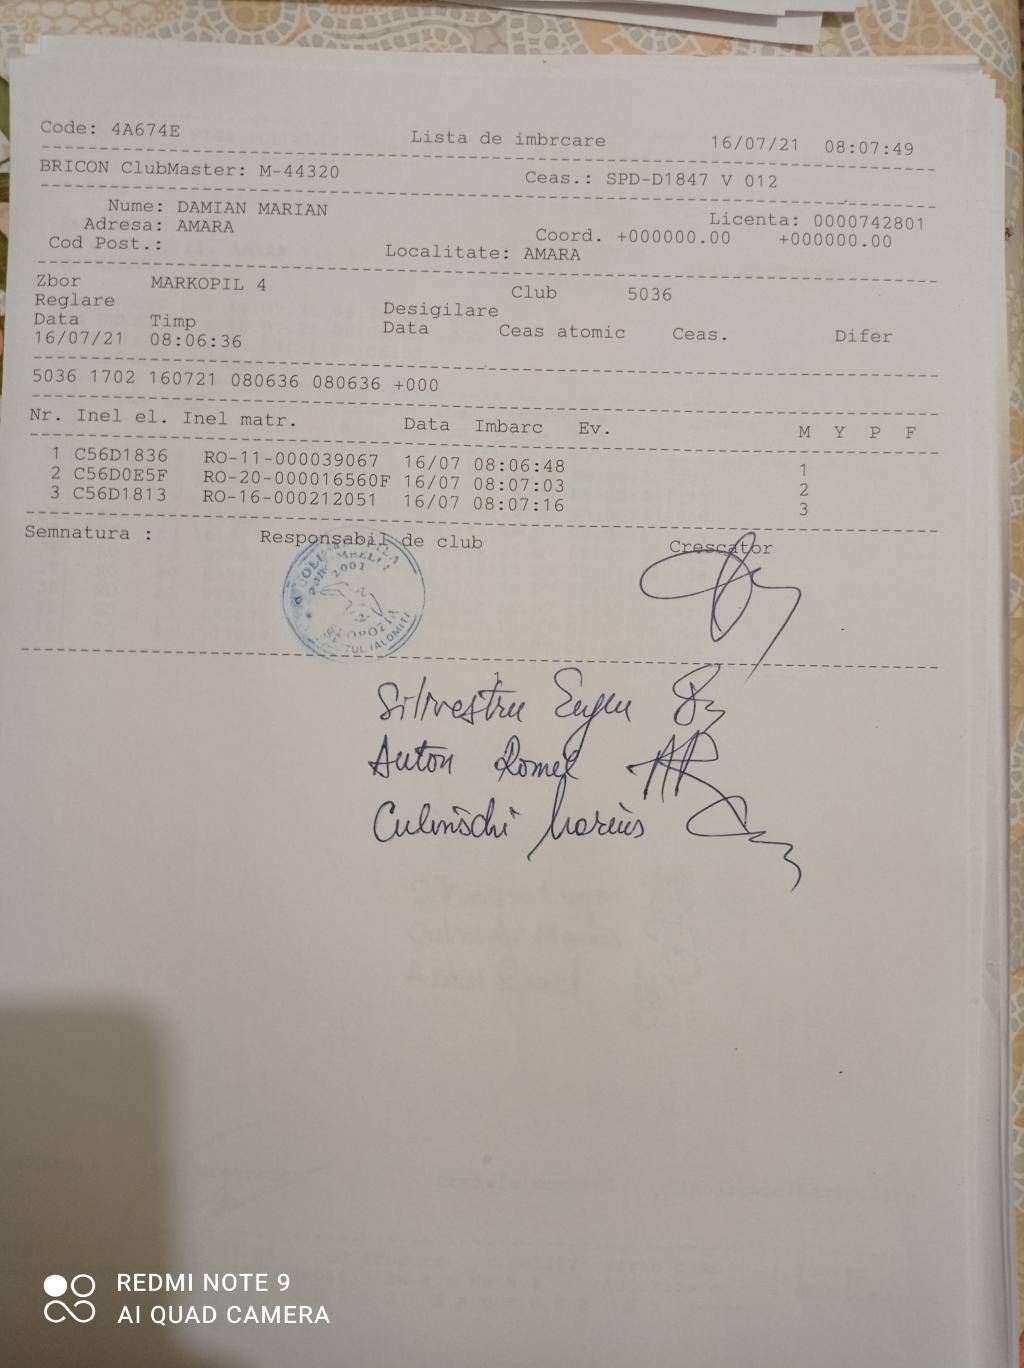 Code: 4A674E Lista de imbrcare 16/07/21 08:07:49
BRICON ClubMaster: M-44320 Ceas.: SPD-D1847 V 012
Nume: DAMIAN MARIAN Licenta: 0000742801
Adresa: AMARA Coord. +000000.00 +000000.00
Cod Post.: Localitate: AMARA
Zbor MARKOPIL 4 Club 5036
Reglare Desigilare
Data Timp Data Ceas atomic Ceas. Difer
16/07/21 08:06:36
5036 1702 160721 080636 080636 +000
Nr. Inel el. Inel matr. Data Imbarc Ev. M Y P F
1 C56D1836 RO-11-000039067 16/07 08:06:48 1
2 C56D0E5F RO-20-000016560F 16/07 08:07:03 2
3 C56D1813 RO-16-000212051 16/07 08:07:16 3
Semnatura : Responsabil de club Crescator
2001
Silivestru Eugen
Anton Romel
Culinschi Marius
REDMI NOTE 9
AI QUAD CAMERA